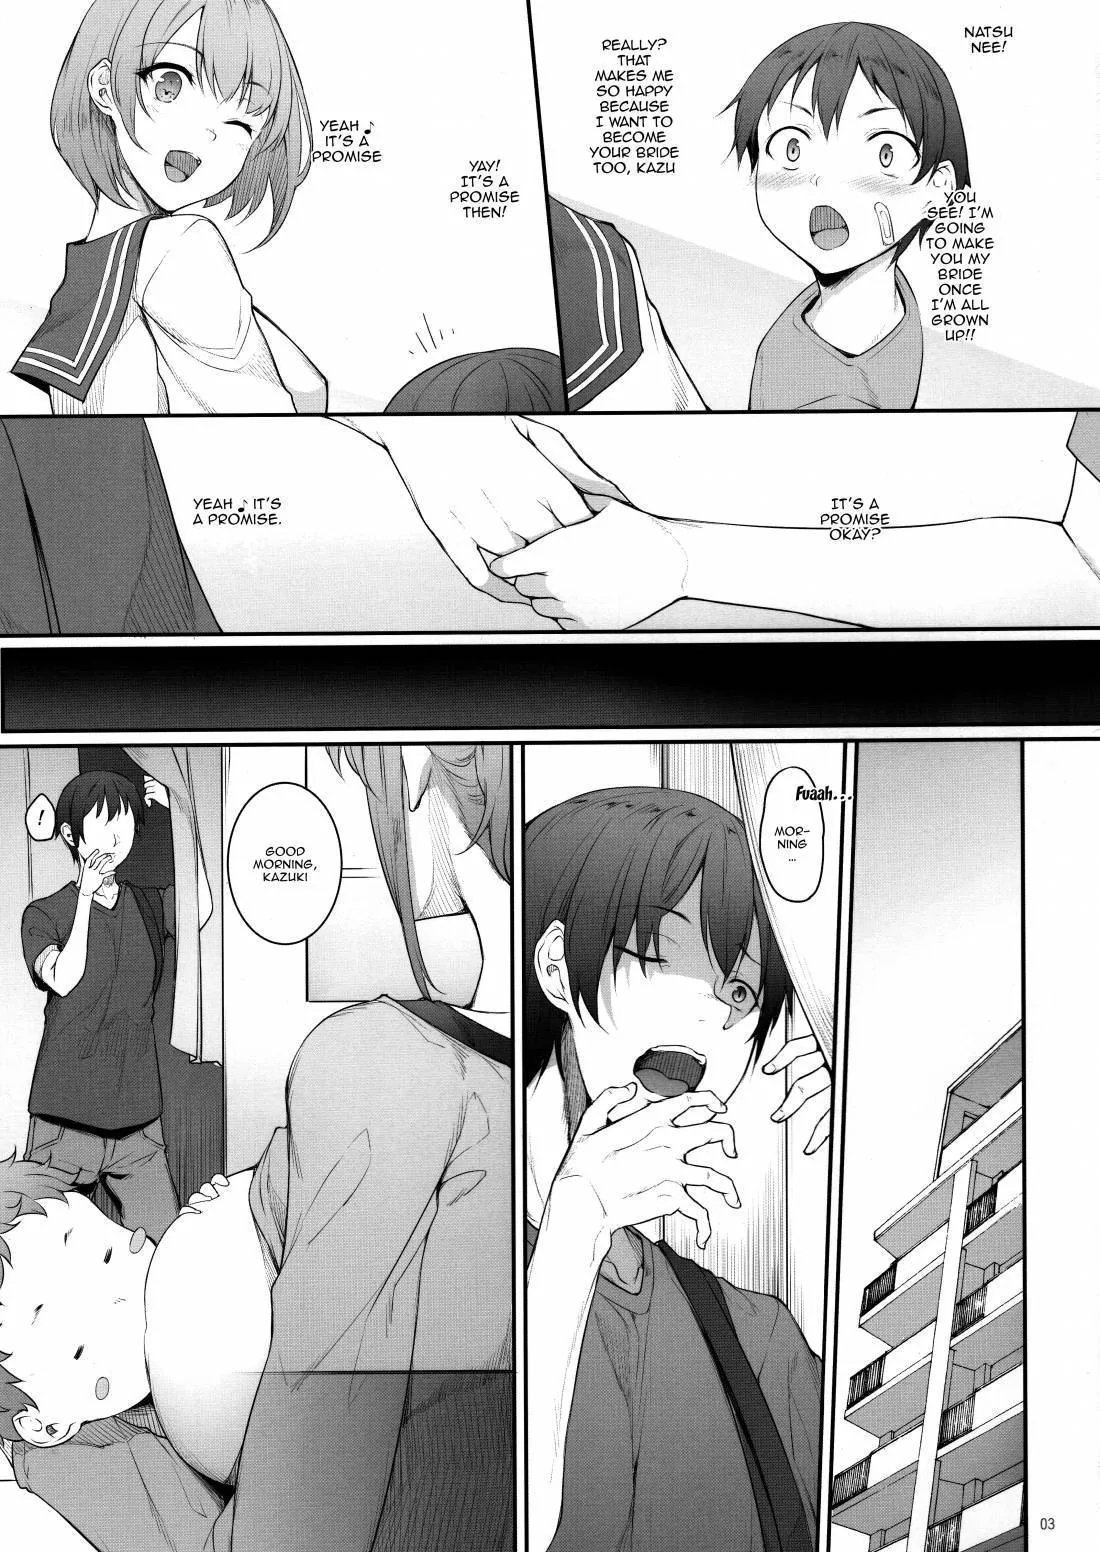 NATSU
NEE!
YOU
SEE! I'M
GOING
TO MAKE
YOU MY
BRIDE
ONCE
I'M ALL
GROWN
UP!!
REALLY?
THAT
MAKES ME
SO HAPPY
BECAUSE
I WANT TO
BECOME
YOUR BRIDE
TOO, KAZU
YAY!
IT'S A
PROMISE
THEN!
YEAH ♪
IT'S A
PROMISE
IT'S A
PROMISE
OKAY?
YEAH ♪ IT'S
A PROMISE.
Fuaah...
MOR-
NING
...
GOOD
MORNING,
KAZUKI
!
03